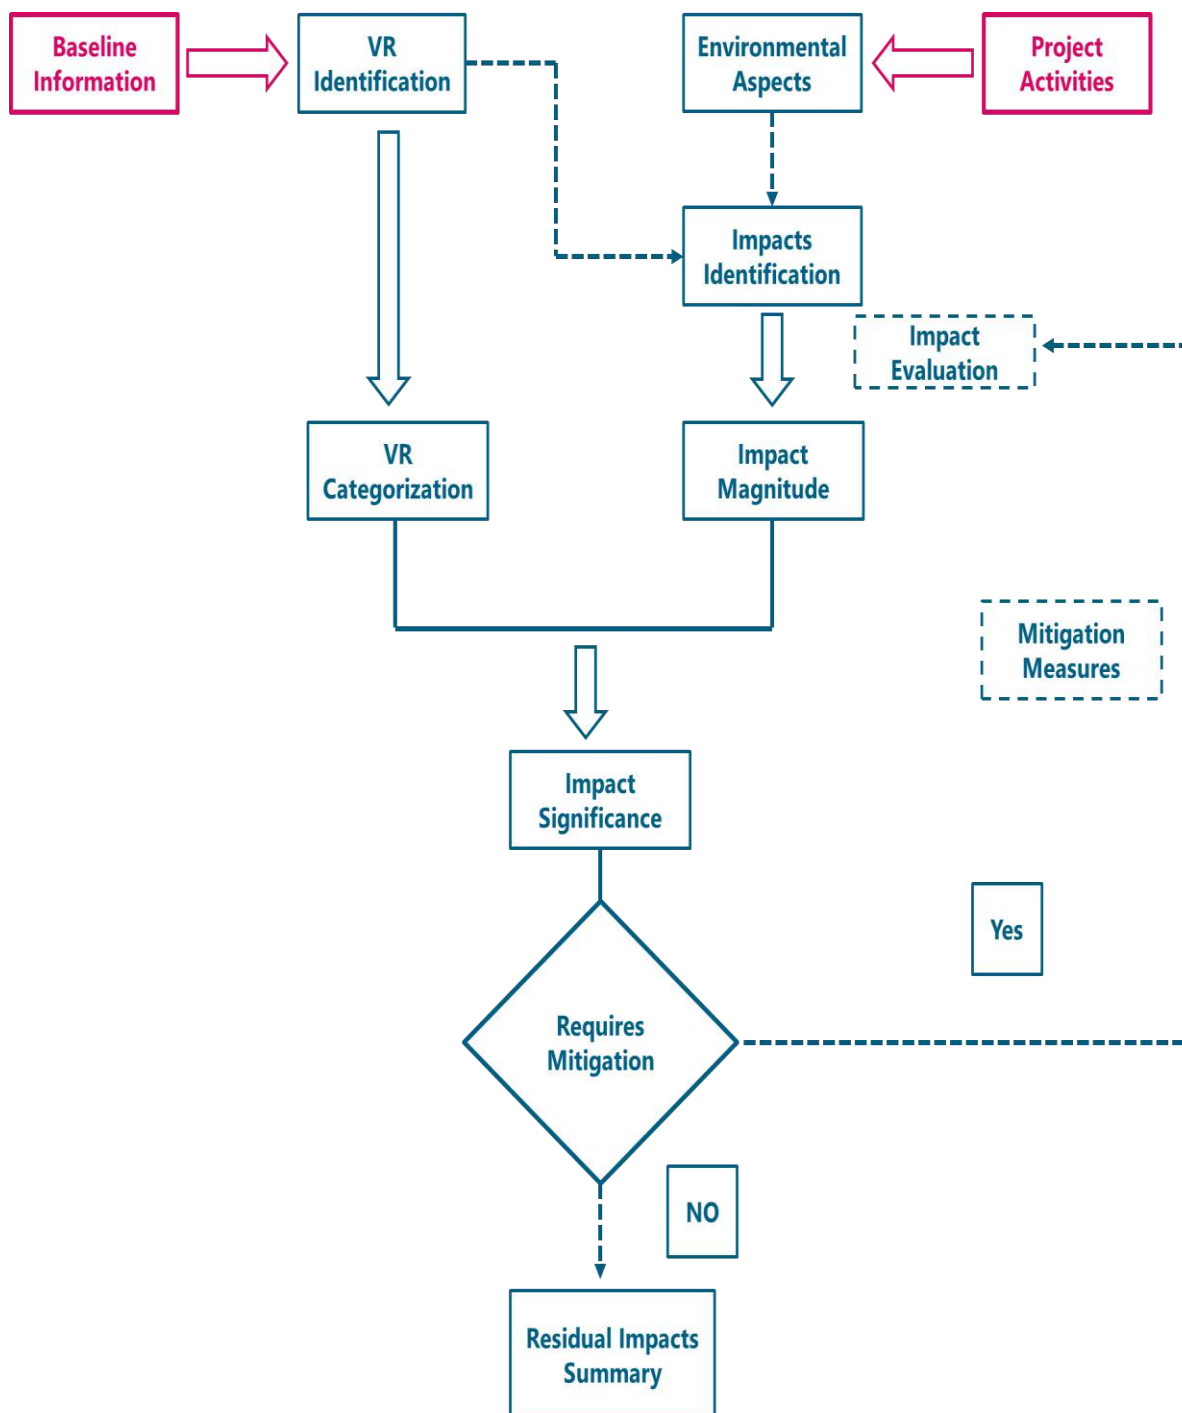 Baseline
Information
VR
Identification
Environmental
Aspects
Project
Activities
Impacts
Identification
Impact
Evaluation
VR
Categorization
Impact
Magnitude
Mitigation
Measures
Impact
Significance
Yes
Requires
Mitigation
NO
Residual Impacts
Summary